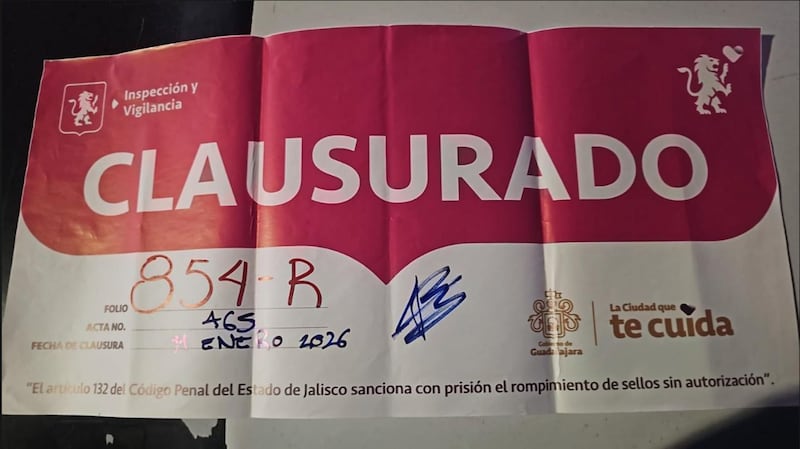 Inspección y
Vigilancia
CLAUSURADO
FOLIO 854-R
ACTA NO. 465
FECHA DE CLAUSURA ENERO 2026
Gobierno de
Guadalajara
La Ciudad que
te cuida
"El artículo 132 del Código Penal del Estado de Jalisco sanciona con prisión el rompimiento de sellos sin autorización".